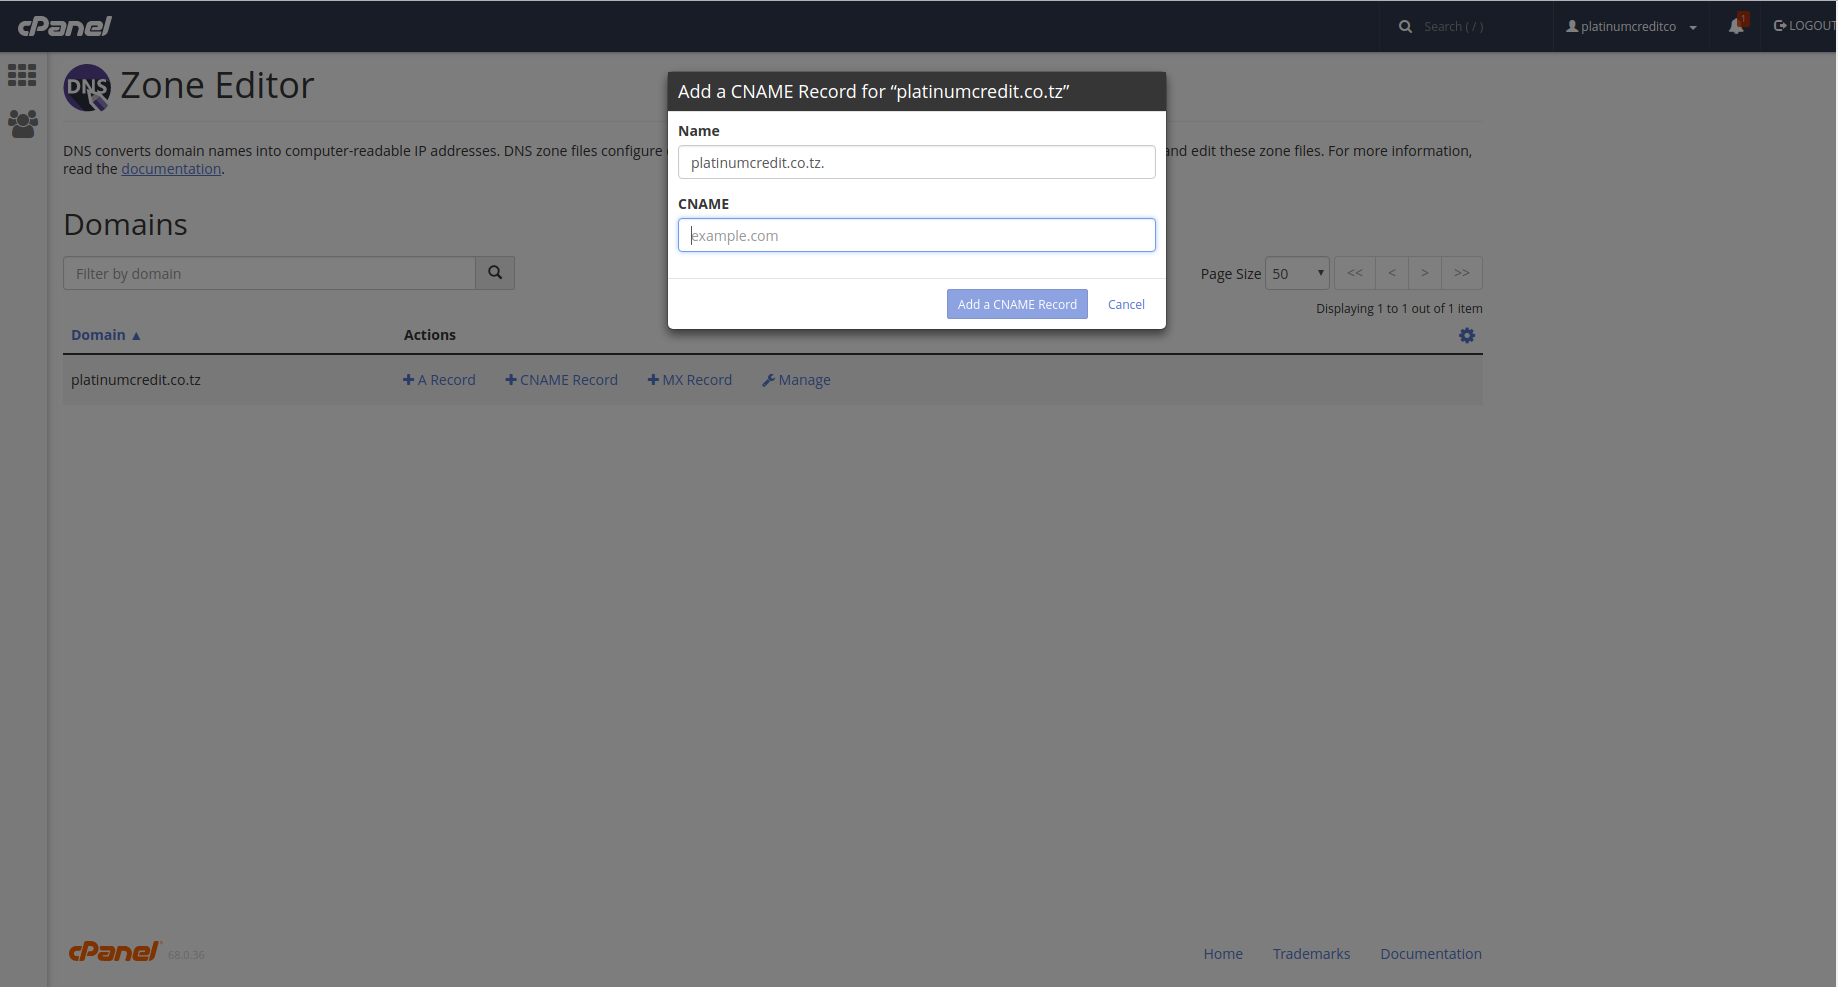 cPanel
Search ( / )
platinumcreditco
1
LOGOUT
DNS
Zone Editor
DNS converts domain names into computer-readable IP addresses. DNS zone files configure
and edit these zone files. For more information,
read the documentation.
Add a CNAME Record for “platinumcredit.co.tz”
Name
platinumcredit.co.tz.
CNAME
example.com
Add a CNAME Record
Cancel
Domains
Filter by domain
Page Size
50
<<
<
>
>>
Displaying 1 to 1 out of 1 item
Domain ▲
Actions
platinumcredit.co.tz
A Record
CNAME Record
MX Record
Manage
cPanel
68.0.36
Home
Trademarks
Documentation